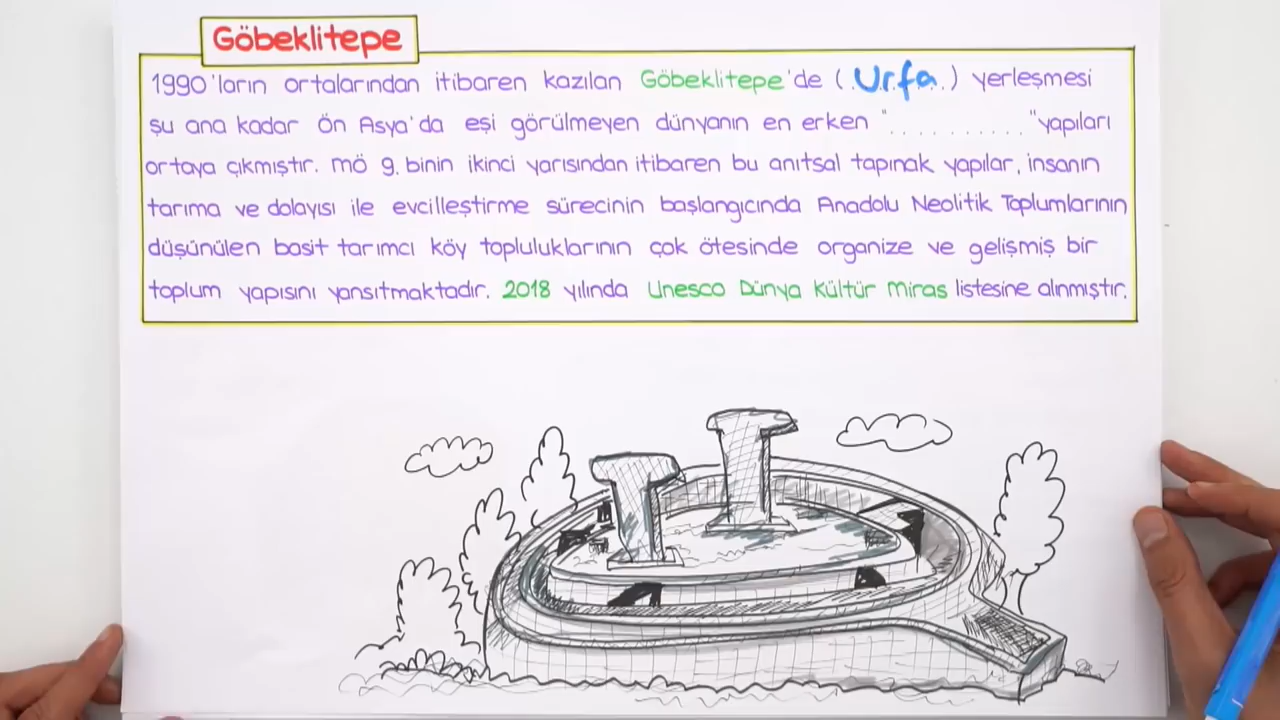 Göbeklitepe
1990'ların ortalarından itibaren kazılan Göbeklitepe'de (.Urfa.) yerleşmesi
şu ana kadar Ön Asya'da eşi görülmeyen dünyanın en erken "..........."yapıları
ortaya çıkmıştır. MÖ 9. binin ikinci yarısından itibaren bu anıtsal tapınak yapılar, insanın
tarıma ve dolayısı ile evcilleştirme sürecinin başlangıcında Anadolu Neolitik Toplumlarının
düşünülen basit tarımcı köy topluluklarının çok ötesinde organize ve gelişmiş bir
toplum yapısını yansıtmaktadır. 2018 yılında Unesco Dünya Kültür Miras listesine alınmıştır.